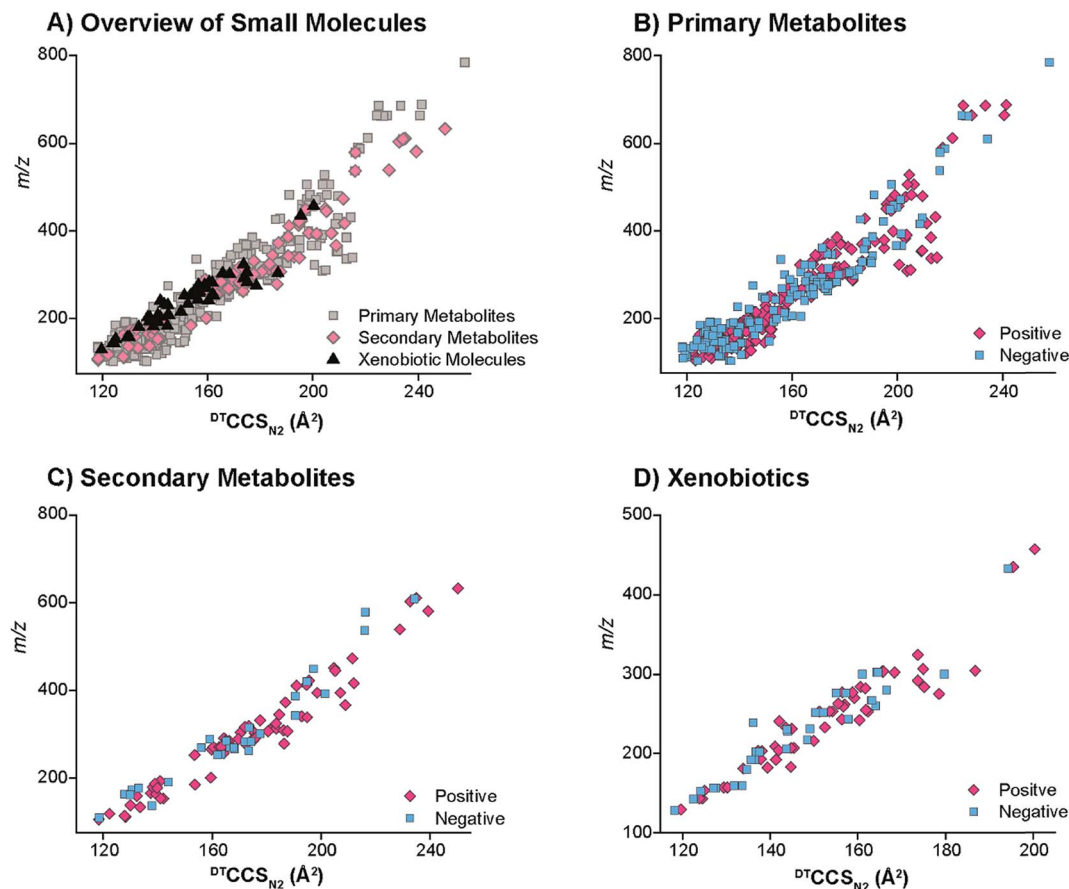 A) Overview of Small Molecules
800
600
400
200
m/z
120 160 200 240
DTCCSN2 (Å²)
Primary Metabolites
Secondary Metabolites
Xenobiotic Molecules
B) Primary Metabolites
800
600
400
200
m/z
120 160 200 240
DTCCSN2 (Å²)
Positive
Negative
C) Secondary Metabolites
800
600
400
200
m/z
120 160 200 240
DTCCSN2 (Å²)
Positive
Negative
D) Xenobiotics
500
400
300
200
100
m/z
120 140 160 180 200
DTCCSN2 (Å²)
Positve
Negative